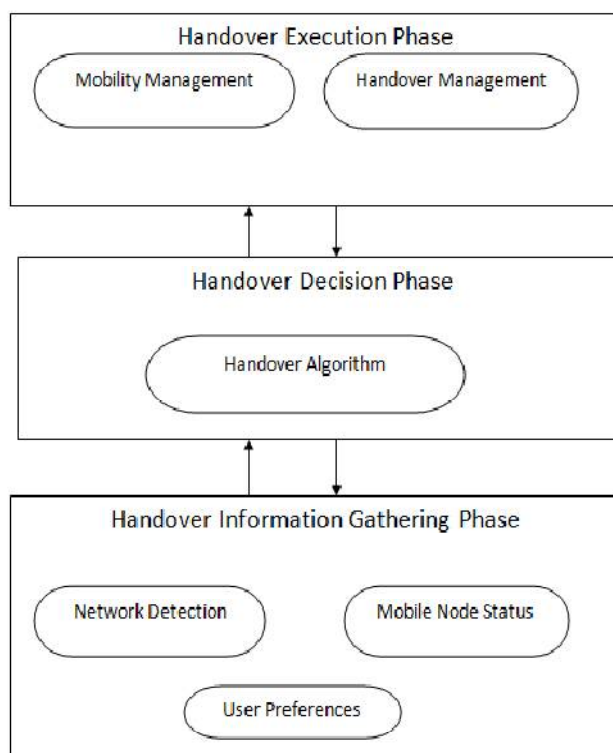 Handover Execution Phase
Mobility Management
Handover Management
Handover Decision Phase
Handover Algorithm
Handover Information Gathering Phase
Network Detection
Mobile Node Status
User Preferences